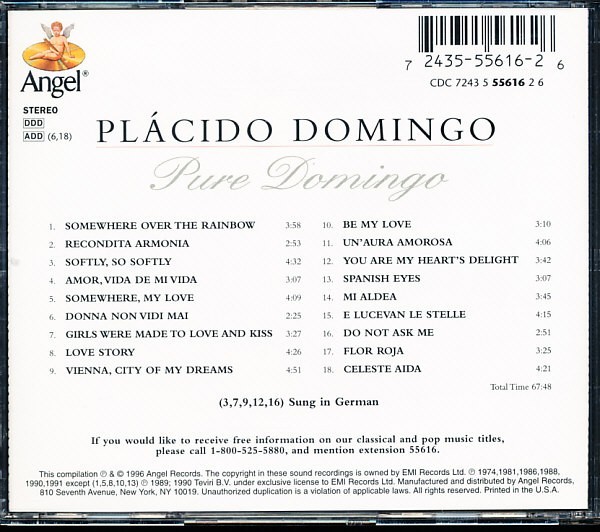 Angel®
7 2435-55616-2 6
CDC 7243 5 55616 2 6
STEREO
DDD
ADD (6,18)
PLÁCIDO DOMINGO
Pure Domingo
1. SOMEWHERE OVER THE RAINBOW 3:58
2. RECONDITA ARMONIA 2:53
3. SOFTLY, SO SOFTLY 4:32
4. AMOR, VIDA DE MI VIDA 3:07
5. SOMEWHERE, MY LOVE 4:09
6. DONNA NON VIDI MAI 2:25
7. GIRLS WERE MADE TO LOVE AND KISS 3:27
8. LOVE STORY 4:26
9. VIENNA, CITY OF MY DREAMS 4:51
10. BE MY LOVE 3:10
11. UN'AURA AMOROSA 4:06
12. YOU ARE MY HEART'S DELIGHT 3:42
13. SPANISH EYES 3:07
14. MI ALDEA 3:45
15. E LUCEVAN LE STELLE 4:15
16. DO NOT ASK ME 2:51
17. FLOR ROJA 3:25
18. CELESTE AIDA 4:21
Total Time 67:48
(3,7,9,12,16) Sung in German
If you would like to receive free information on our classical and pop music titles,
please call 1-800-525-5880, and mention extension 55616.
This compilation ℗ & © 1996 Angel Records. The copyright in these sound recordings is owned by EMI Records Ltd. ℗ 1974,1981,1986,1988,
1990,1991 except (1,5,8,10,13) ℗ 1989; 1990 Teviri B.V. under exclusive license to EMI Records Ltd. Manufactured and distributed by Angel Records,
810 Seventh Avenue, New York, NY 10019. Unauthorized duplication is a violation of applicable laws. All rights reserved. Printed in the U.S.A.